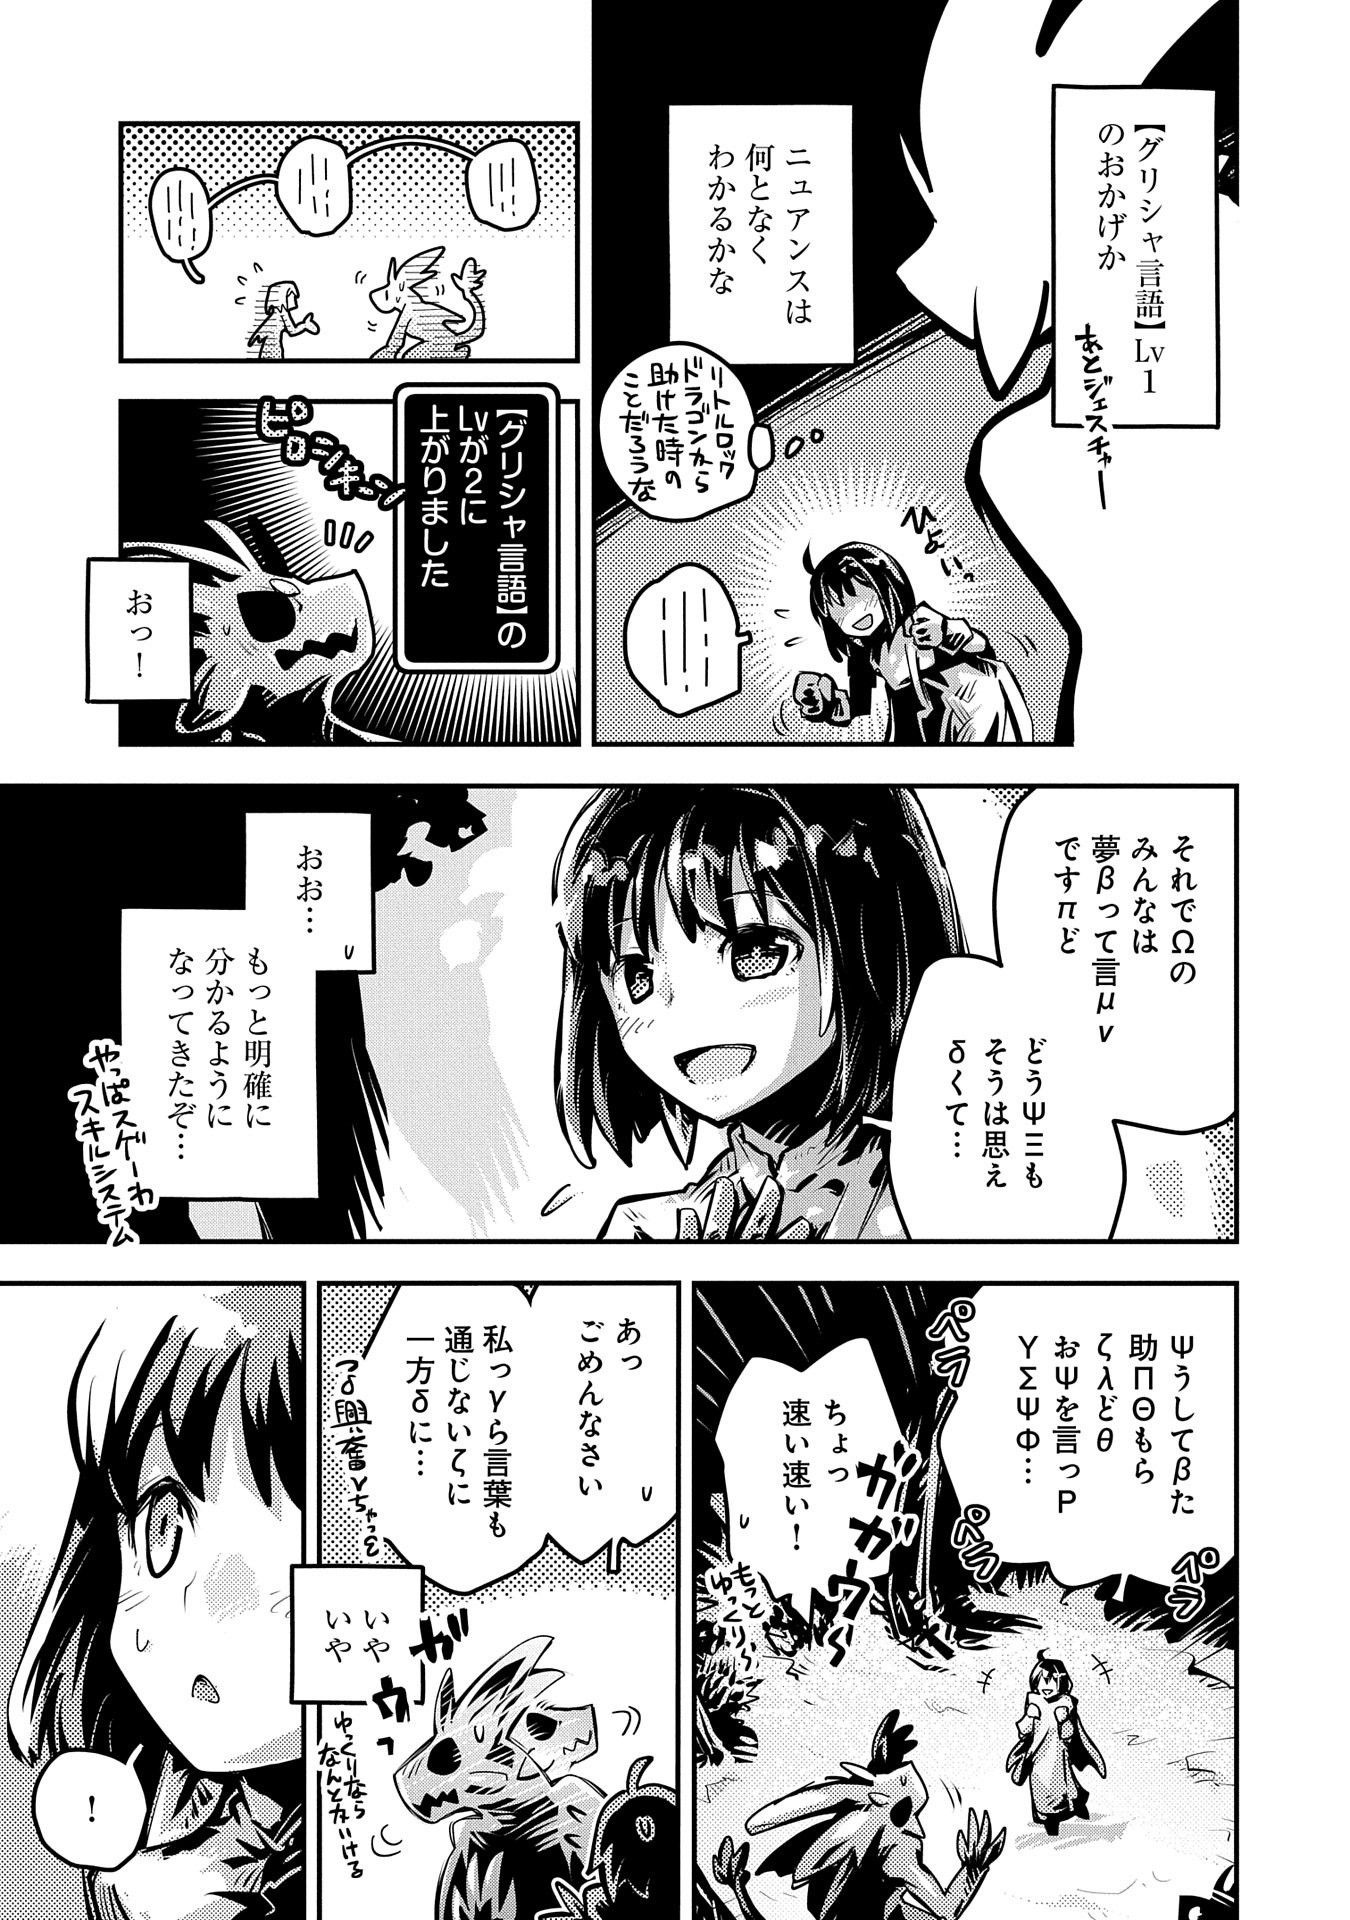 【グリシャ言語】Lv1
のおかげか
あとジェスチャー
ニュアンスは
何となく
わかるかな
リトルロック
ドラゴンから
助けた時の
ことだろうな
ひょいっ
【グリシャ言語】の
Lvが2に
上がりました
ピロリンキューン
おっ!
それでΩの
みんなは
夢βって言μν
ですπど
どうΨΞも
そうは思え
δくて…
おお…
もっと明確に
分かるように
なってきたぞ…
やっぱスゲーわ
スキルシステム
Ψうしてβた
助ΠΘもら
ζλどθ
おΨを言っP
ΥΣΨΦ…
ペラ
ペラ
ペラ
ちょっ
速い速い!
ガガウ〜
もっと
ゆっくり〜
あっ
ごめんなさい
私っγら言葉も
通じないζに
一方δに…
つδ興奮νちゃっΞ
いや
いや
ガウッ
ゆっくりなら
なんとかいける
!